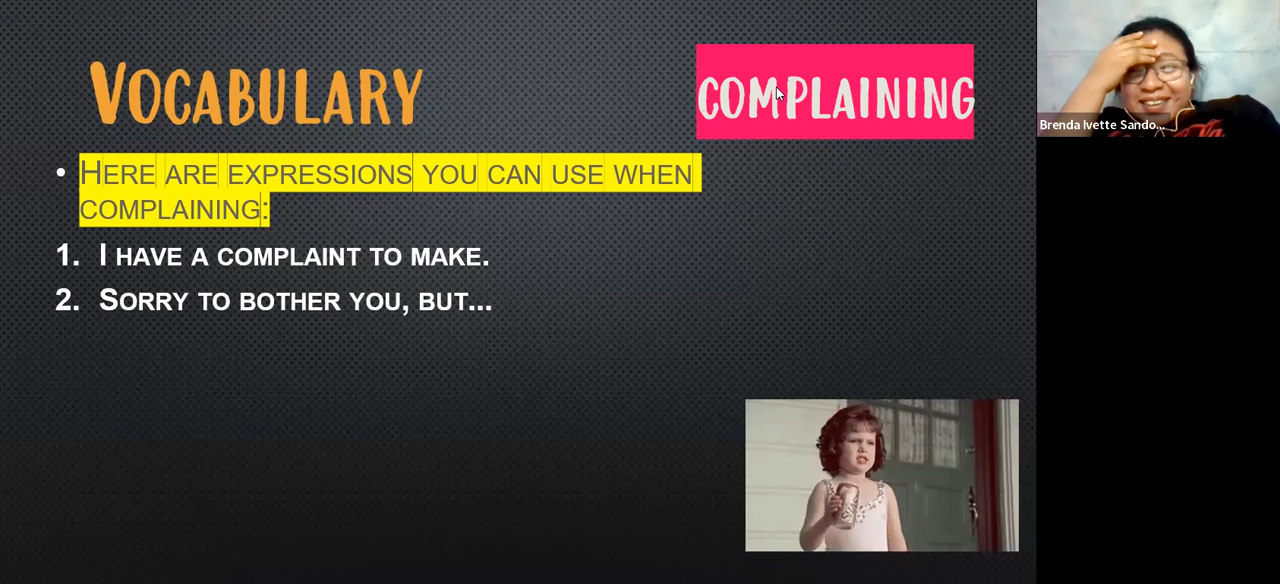 VOCABULARY
COMPLAINING
• HERE ARE EXPRESSIONS YOU CAN USE WHEN
COMPLAINING:
1. I HAVE A COMPLAINT TO MAKE.
2. SORRY TO BOTHER YOU, BUT...
Brenda Ivette Sando...